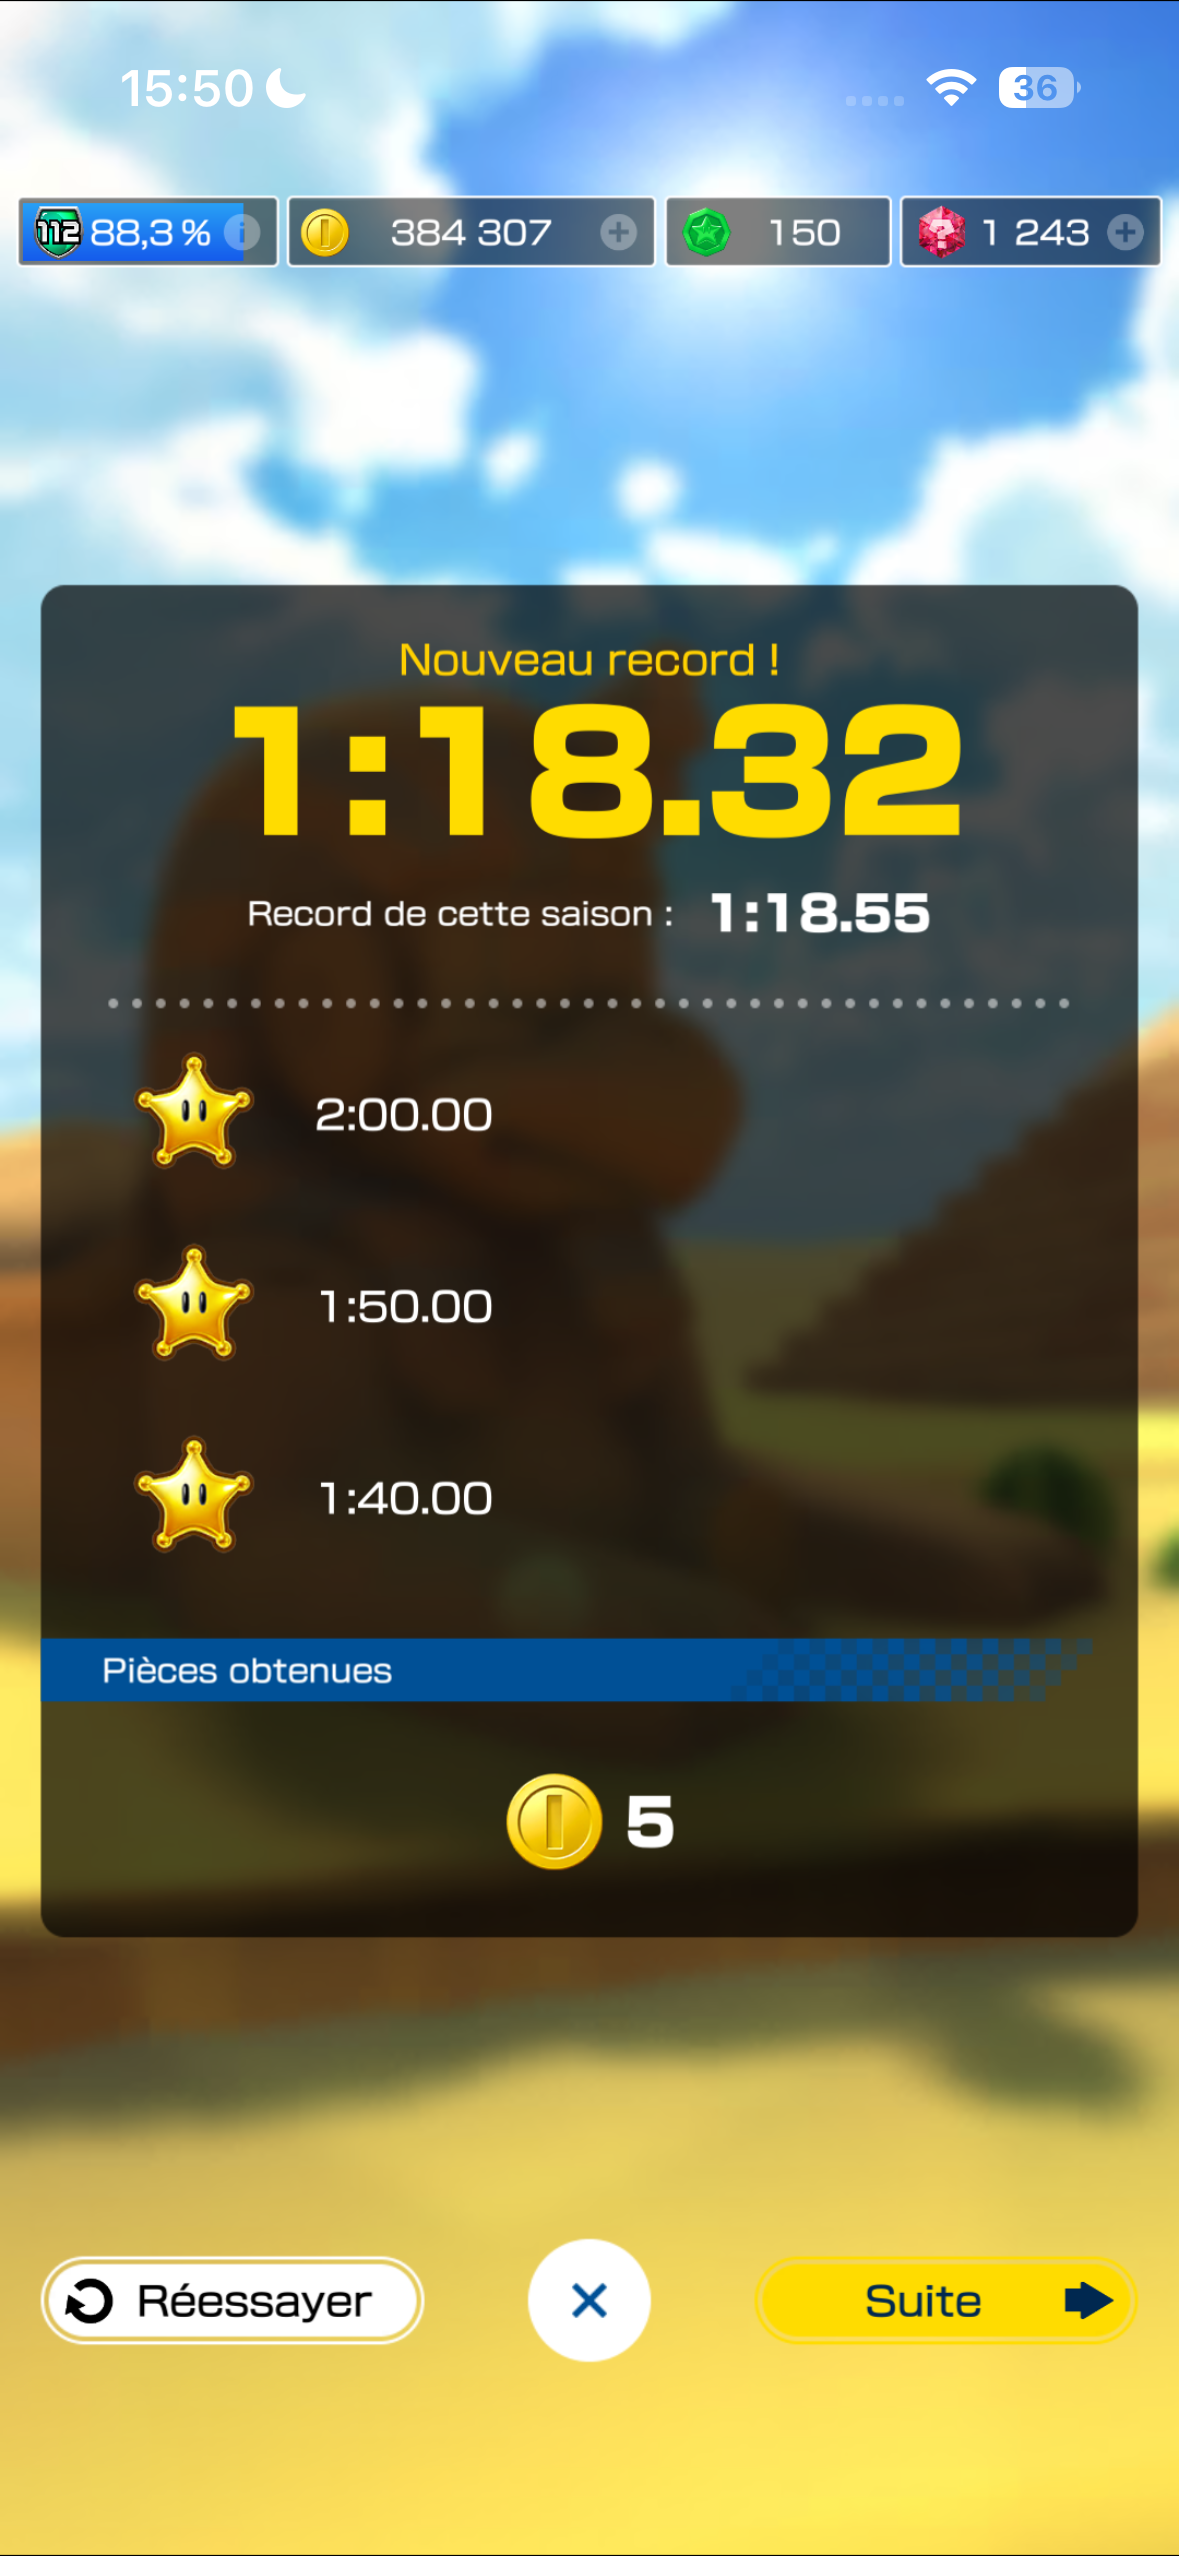 15:50
36
112 88,3 % i 384 307 + 150 1 243 +
Nouveau record !
1:18.32
Record de cette saison : 1:18.55
2:00.00
1:50.00
1:40.00
Pièces obtenues
5
Réessayer × Suite